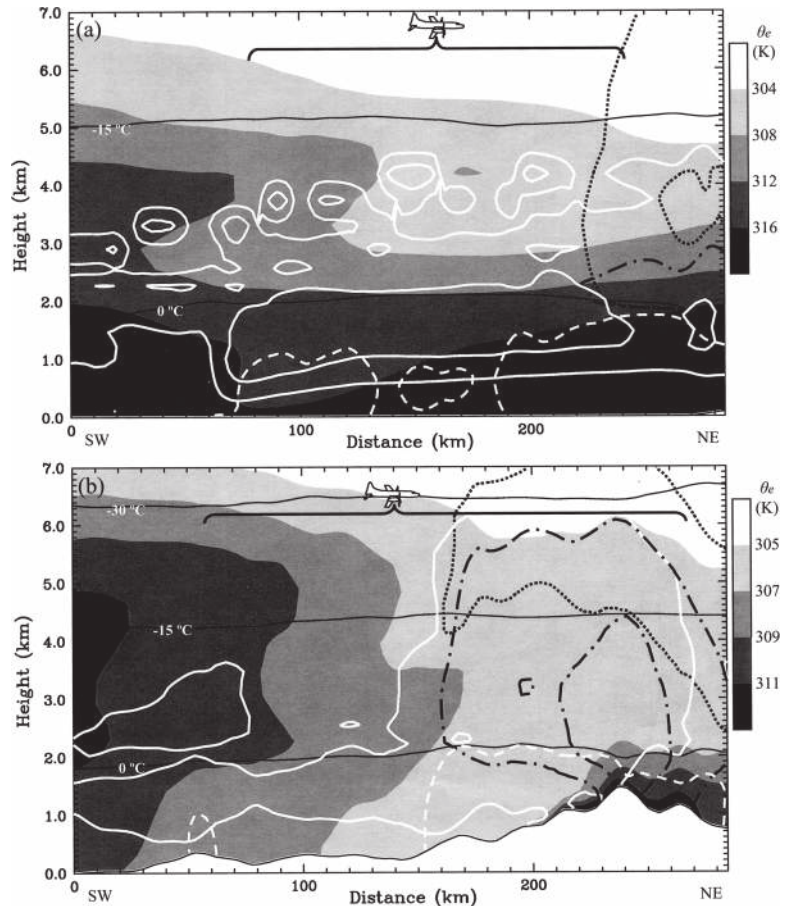 (a)
θe
(K)
304
308
312
316
7.0
6.0
5.0
4.0
3.0
2.0
1.0
0.0
Height (km)
-15 °C
0 °C
0
100
200
SW
Distance (km)
NE
(b)
θe
(K)
305
307
309
311
7.0
6.0
5.0
4.0
3.0
2.0
1.0
0.0
Height (km)
-30 °C
-15 °C
0 °C
0
100
200
SW
Distance (km)
NE